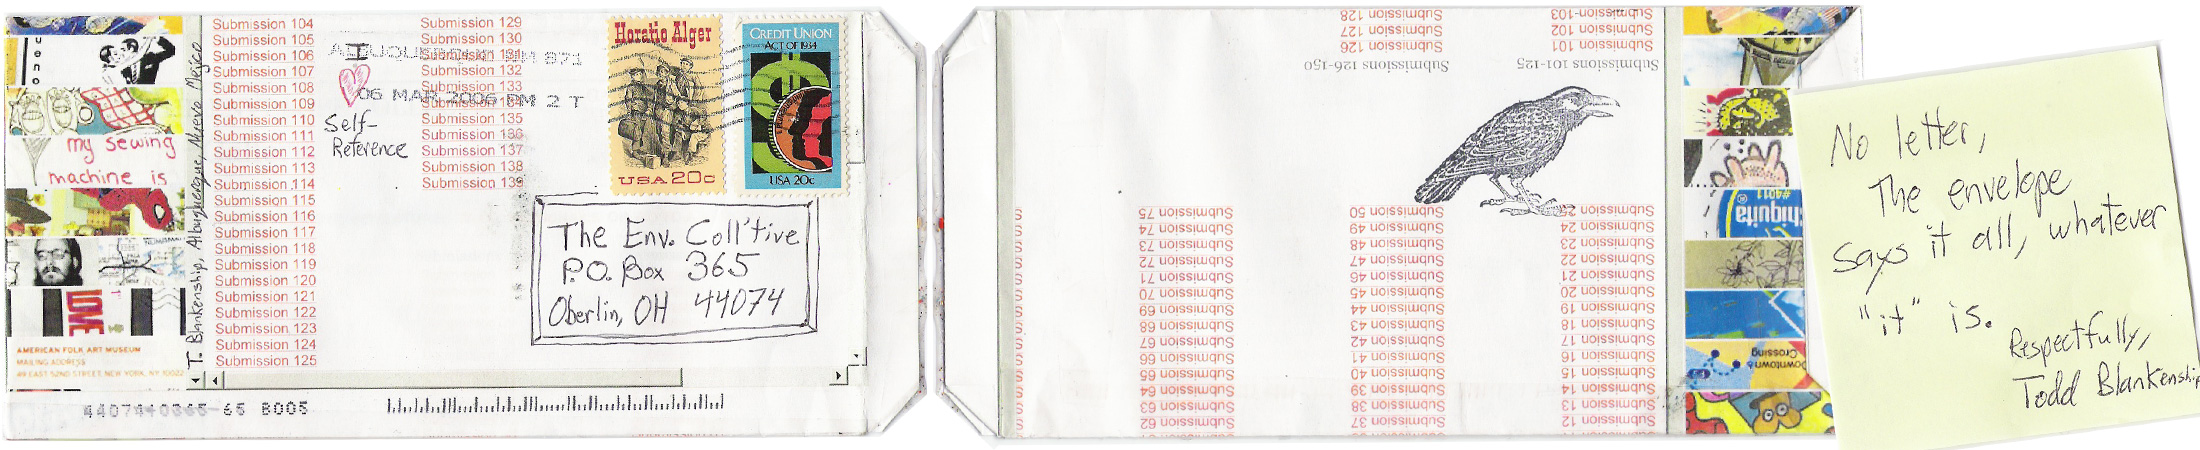 Submission 104
Submission 105
Submission 106
Submission 107
Submission 108
Submission 109
Submission 110
Submission 111
Submission 112
Submission 113
Submission 114
Submission 115
Submission 116
Submission 117
Submission 118
Submission 119
Submission 120
Submission 121
Submission 122
Submission 123
Submission 124
Submission 125
Submission 129
Submission 130
Submission 131
Submission 132
Submission 133
Submission 134
Submission 135
Submission 136
Submission 137
Submission 138
Submission 139
my sewing
machine is
LOVE
AMERICAN FOLK ART MUSEUM
MAILING ADDRESS
49 EAST 52ND STREET, NEW YORK, NY 10022
T. Blankenship, Albuquerque, Nuevo Mejico
ALBUQUERQUE NM 871
06 MAR 2006 PM 2 T
I
Self-
Reference
Horatio Alger
USA 20c
CREDIT UNION
ACT OF 1934
USA 20c
The Env. Coll'tive
P.O. Box 365
Oberlin, OH 44074
44074+0365-65 B005
Submission 128
Submission 127
Submission 126
Submissions 126-150
Submission 103
Submission 102
Submission 101
Submissions 101-125
Submission 75
Submission 74
Submission 73
Submission 72
Submission 71
Submission 70
Submission 69
Submission 68
Submission 67
Submission 66
Submission 65
Submission 64
Submission 63
Submission 62
Submission 50
Submission 49
Submission 48
Submission 47
Submission 46
Submission 45
Submission 44
Submission 43
Submission 42
Submission 41
Submission 40
Submission 39
Submission 38
Submission 37
Submission 25
Submission 24
Submission 23
Submission 22
Submission 21
Submission 20
Submission 19
Submission 18
Submission 17
Submission 16
Submission 15
Submission 14
Submission 13
Submission 12
#4011
chiquita
Downtown &
Crossing
No letter,
The envelope
says it all, whatever
"it" is.
Respectfully,
Todd Blankenship